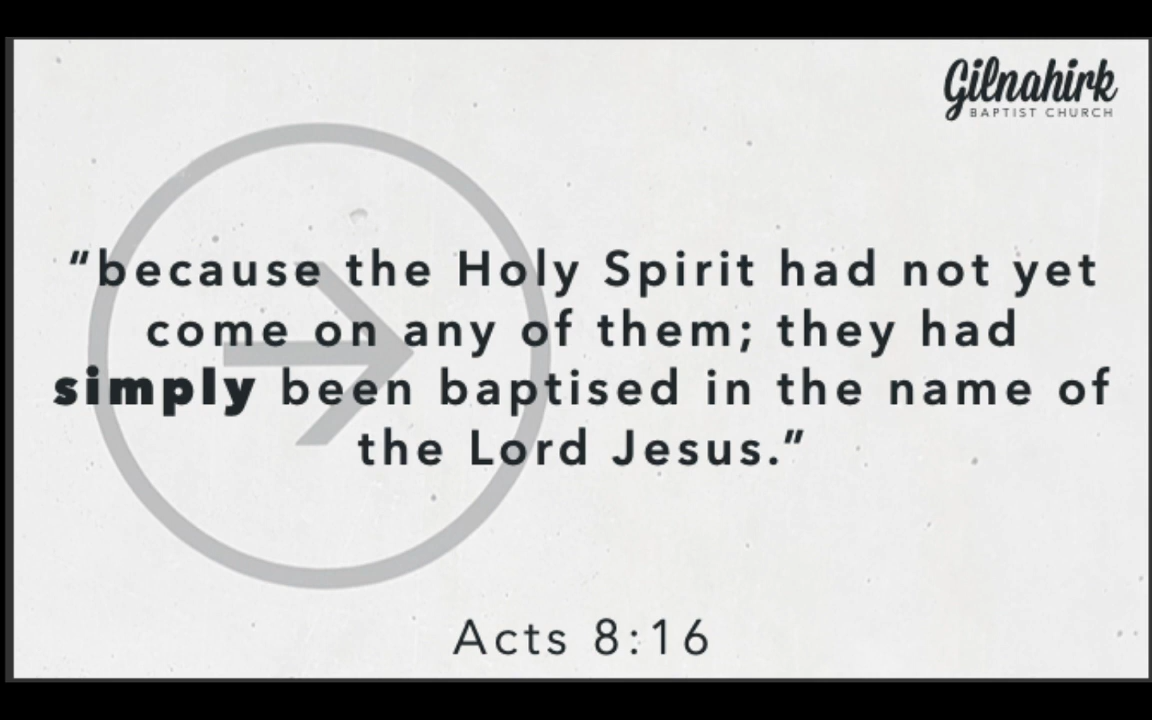 Gilnahirk
BAPTIST CHURCH
“because the Holy Spirit had not yet
come on any of them; they had
simply been baptised in the name of
the Lord Jesus.”
Acts 8:16